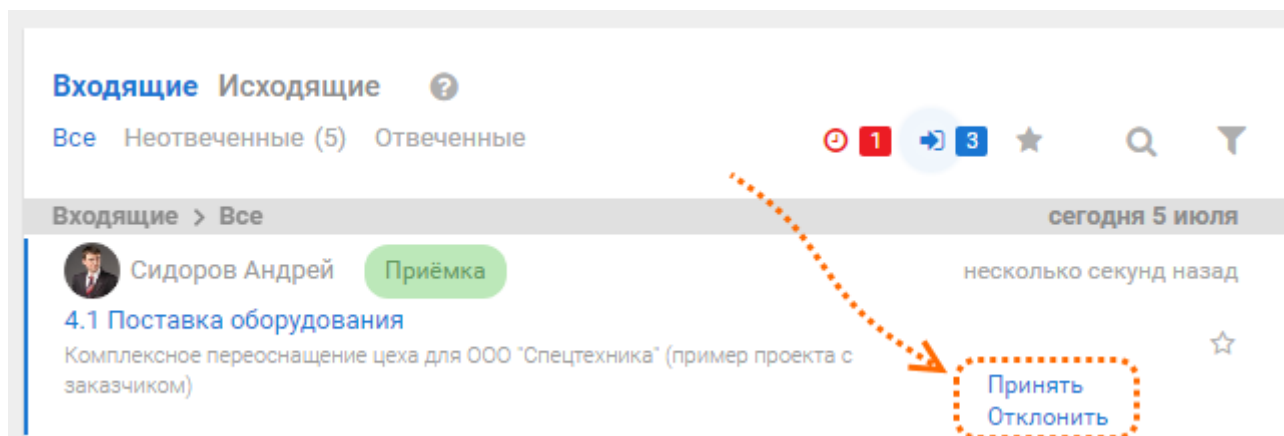 Входящие Исходящие ?
Все Неотвеченные (5) Отвеченные 1 3
Входящие > Все сегодня 5 июля
Сидоров Андрей Приёмка несколько секунд назад
4.1 Поставка оборудования
Комплексное переоснащение цеха для ООО "Спецтехника" (пример проекта с
заказчиком)
Принять
Отклонить